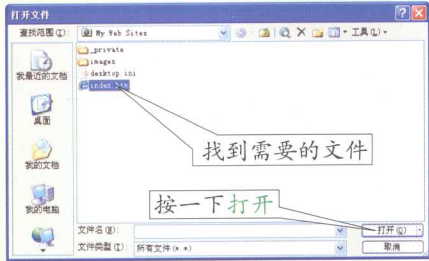 打开文件
查找范围(I):
My Web Sites
工具(L)
_private
images
desktop.ini
index.htm
我最近的文档
桌面
我的文档
我的电脑
找到需要的文件
按一下打开
文件名(N):
打开(O)
文件类型(T):
所有文件(*.*)
取消